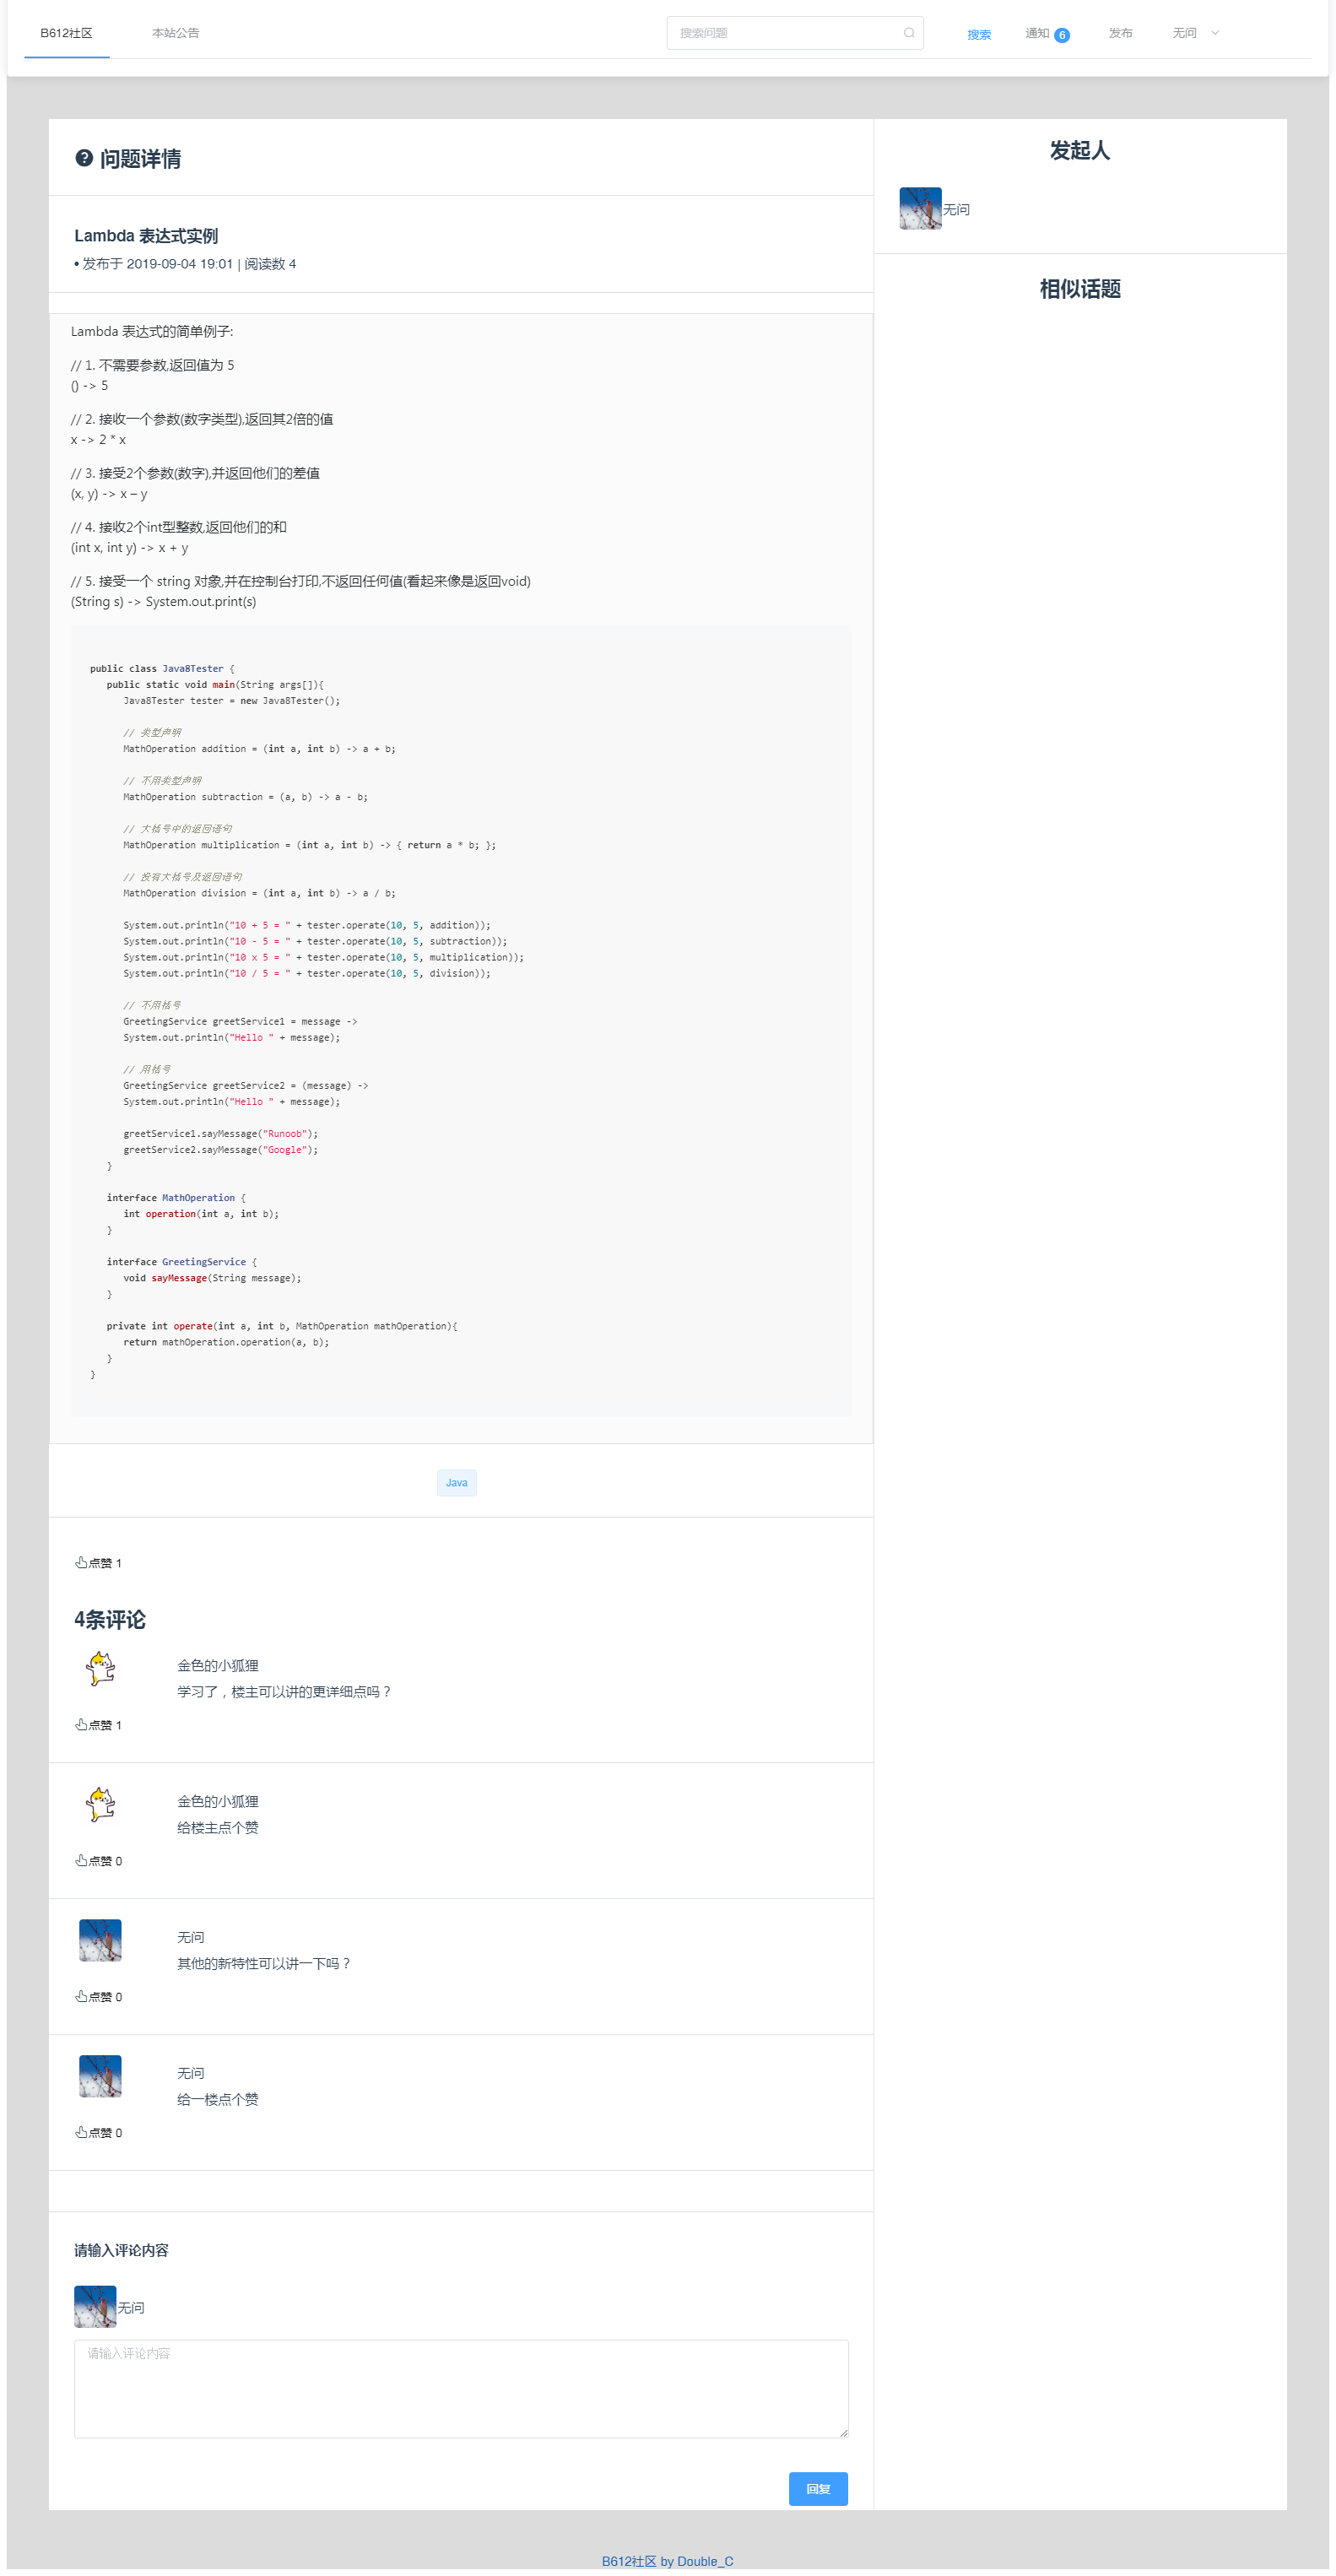 B612社区
本站公告
搜索问题
搜索
通知 6
发布
无问
问题详情
Lambda 表达式实例
• 发布于 2019-09-04 19:01 | 阅读数 4
Lambda 表达式的简单例子:
// 1. 不需要参数,返回值为 5
() -> 5
// 2. 接收一个参数(数字类型),返回其2倍的值
x -> 2 * x
// 3. 接受2个参数(数字),并返回他们的差值
(x, y) -> x – y
// 4. 接收2个int型整数,返回他们的和
(int x, int y) -> x + y
// 5. 接受一个 string 对象,并在控制台打印,不返回任何值(看起来像是返回void)
(String s) -> System.out.print(s)
public class Java8Tester {
public static void main(String args[]){
Java8Tester tester = new Java8Tester();
// 类型声明
MathOperation addition = (int a, int b) -> a + b;
// 不用类型声明
MathOperation subtraction = (a, b) -> a - b;
// 大括号中的返回语句
MathOperation multiplication = (int a, int b) -> { return a * b; };
// 没有大括号及返回语句
MathOperation division = (int a, int b) -> a / b;
System.out.println("10 + 5 = " + tester.operate(10, 5, addition));
System.out.println("10 - 5 = " + tester.operate(10, 5, subtraction));
System.out.println("10 x 5 = " + tester.operate(10, 5, multiplication));
System.out.println("10 / 5 = " + tester.operate(10, 5, division));
// 不用括号
GreetingService greetService1 = message ->
System.out.println("Hello " + message);
// 用括号
GreetingService greetService2 = (message) ->
System.out.println("Hello " + message);
greetService1.sayMessage("Runoob");
greetService2.sayMessage("Google");
}
interface MathOperation {
int operation(int a, int b);
}
interface GreetingService {
void sayMessage(String message);
}
private int operate(int a, int b, MathOperation mathOperation){
return mathOperation.operation(a, b);
}
}
Java
点赞 1
4条评论
金色的小狐狸
学习了，楼主可以讲的更详细点吗？
点赞 1
金色的小狐狸
给楼主点个赞
点赞 0
无问
其他的新特性可以讲一下吗？
点赞 0
无问
给一楼点个赞
点赞 0
请输入评论内容
无问
请输入评论内容
回复
发起人
无问
相似话题
B612社区 by Double_C